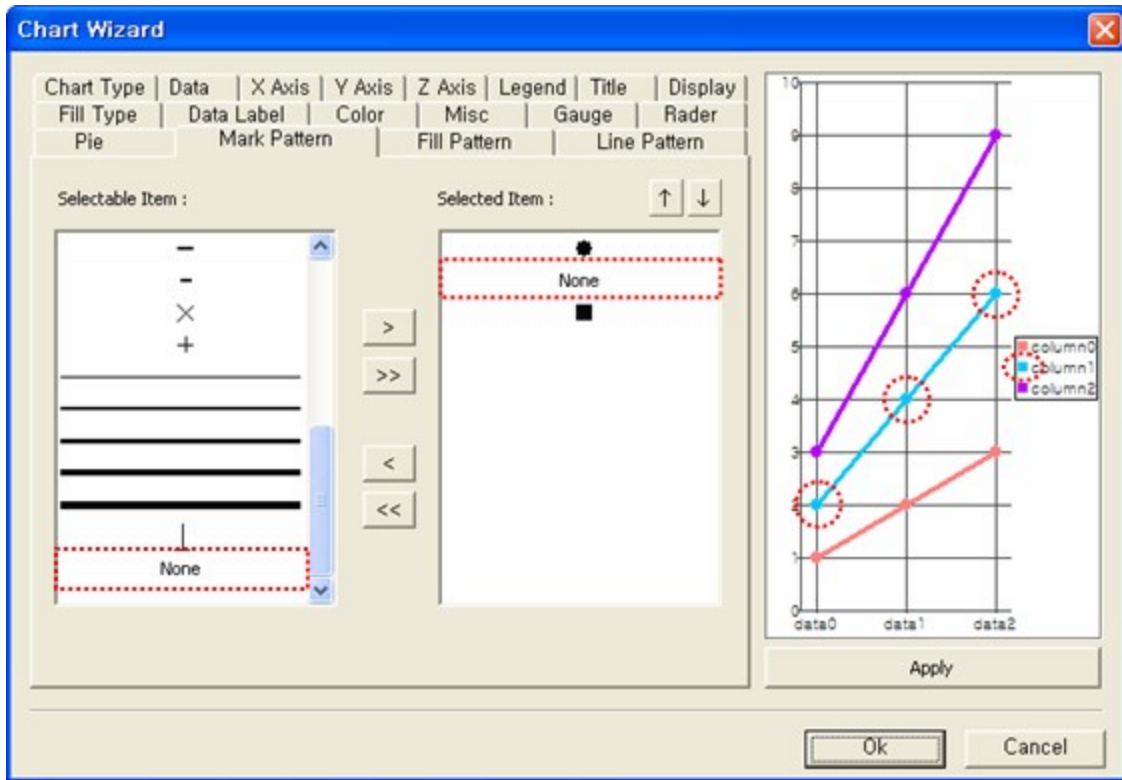 Chart Wizard
Chart Type Data X Axis Y Axis Z Axis Legend Title Display
Fill Type Data Label Color Misc Gauge Rader
Pie Mark Pattern Fill Pattern Line Pattern
Selectable Item :
Selected Item :
None
None
>
>>
<
<<
10
9
8
7
6
5
4
3
2
1
0
data0 data1 data2
column0
column1
column2
Apply
Ok Cancel